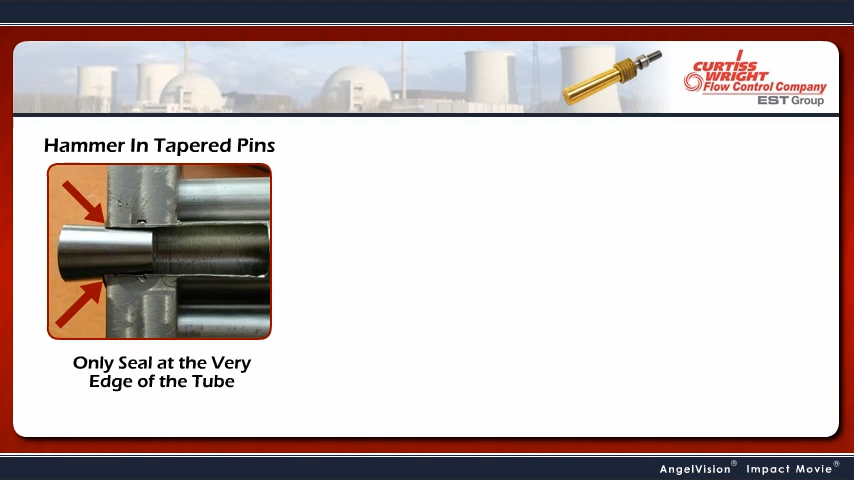 CURTISS
WRIGHT
Flow Control Company
EST Group
Hammer In Tapered Pins
Only Seal at the Very
Edge of the Tube
AngelVision® Impact Movie®